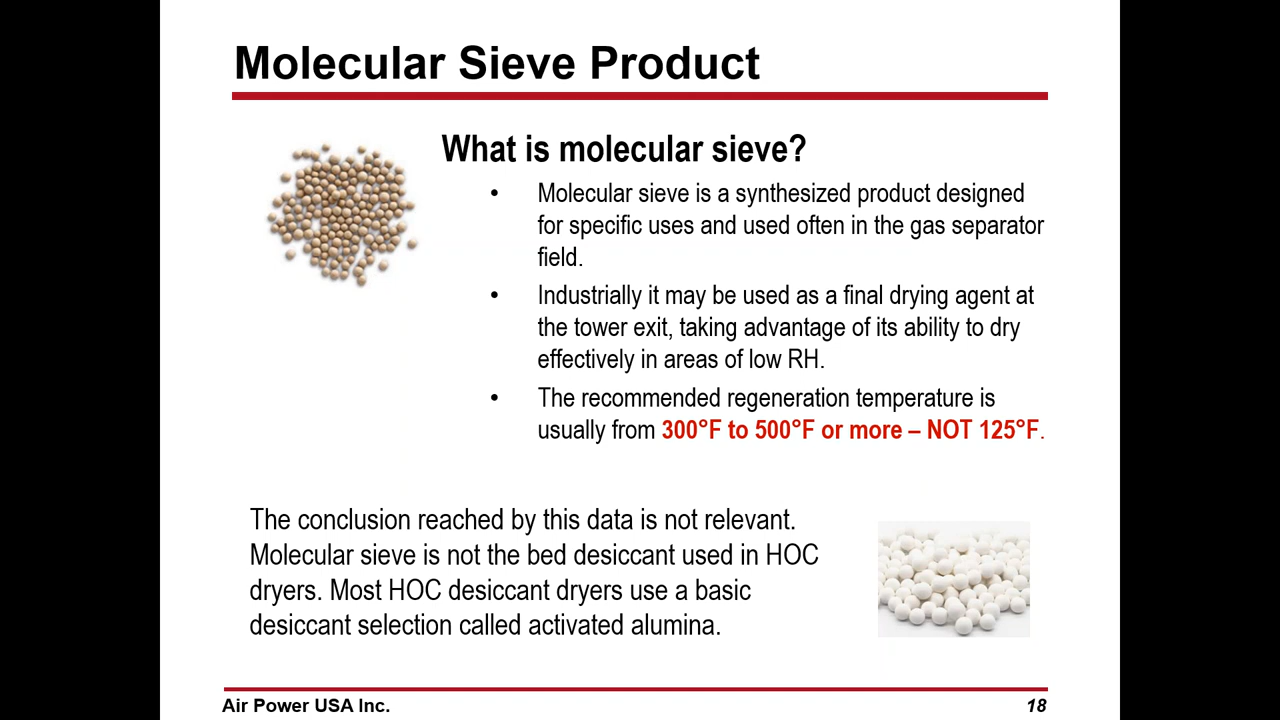 Molecular Sieve Product
What is molecular sieve?
• Molecular sieve is a synthesized product designed
for specific uses and used often in the gas separator
field.
• Industrially it may be used as a final drying agent at
the tower exit, taking advantage of its ability to dry
effectively in areas of low RH.
• The recommended regeneration temperature is
usually from 300°F to 500°F or more – NOT 125°F.
The conclusion reached by this data is not relevant.
Molecular sieve is not the bed desiccant used in HOC
dryers. Most HOC desiccant dryers use a basic
desiccant selection called activated alumina.
Air Power USA Inc.
18